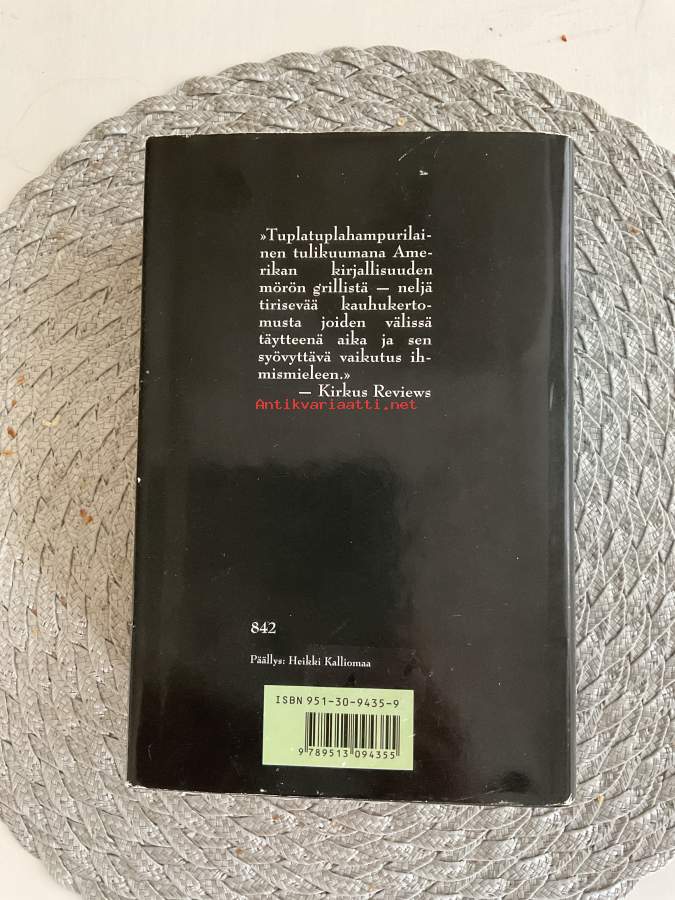 »Tuplatuplahampurilai-
nen tulikuumana Ame-
rikan kirjallisuuden
mörön grillistä — neljä
tirisevää kauhukerto-
musta joiden välissä
täytteenä aika ja sen
syövyttävä vaikutus ih-
mismieleen.»
— Kirkus Reviews
Antikvariaatti.net
842
Päällys: Heikki Kalliomaa
ISBN 951-30-9435-9
9 789513 094355